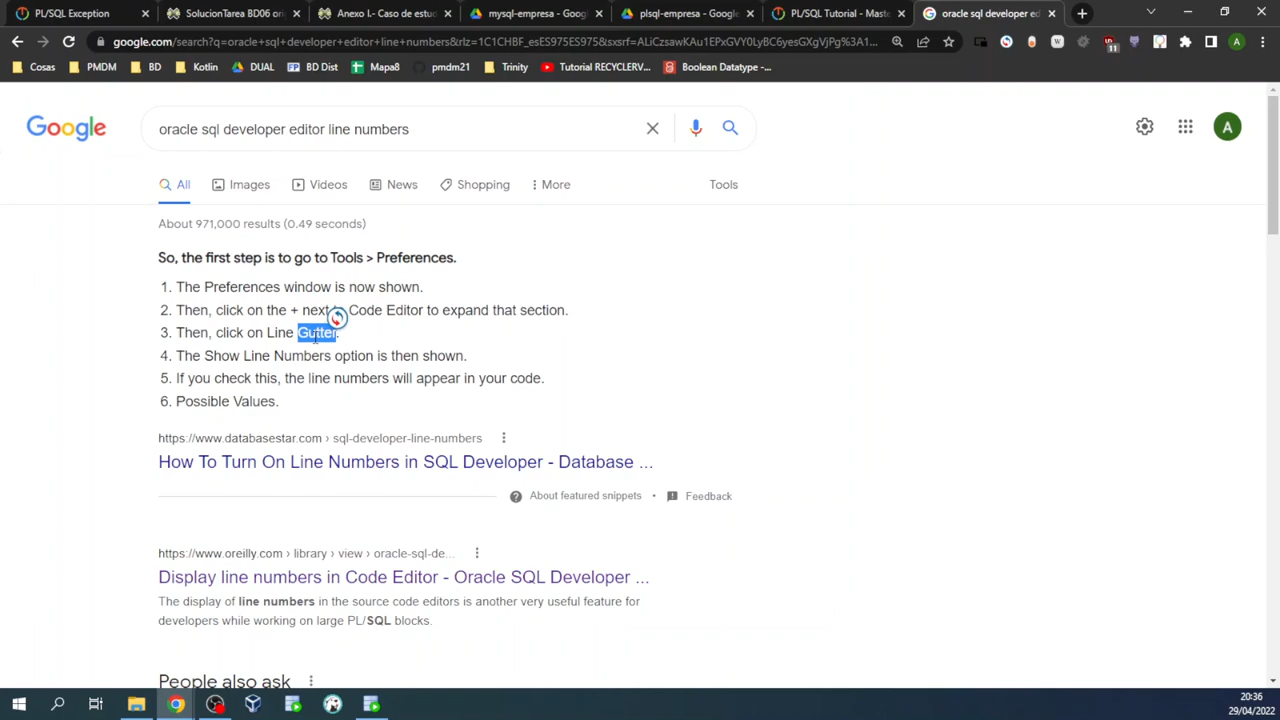 PL/SQL Exception
SolucionTarea BD06 ori
Anexo I.- Caso de estu
mysql-empresa - Goog
plsql-empresa - Google
PL/SQL Tutorial - Mast
oracle sql developer ed
google.com/search?q=oracle+sql+developer+editor+line+numbers&rlz=1C1CHBF_esES975ES975&sxsrf=ALiCzsawKAu1EPxGVY0LyBC6yesGXgVjPg%3A1...
11
A
Cosas
PMDM
BD
Kotlin
DUAL
BD Dist
Mapa8
pmdm21
Trinity
Tutorial RECYCLERV...
Boolean Datatype -...
Google
oracle sql developer editor line numbers
A
All
Images
Videos
News
Shopping
More
Tools
About 971,000 results (0.49 seconds)
So, the first step is to go to Tools > Preferences.
1. The Preferences window is now shown.
2. Then, click on the + next Code Editor to expand that section.
3. Then, click on Line Gutter.
4. The Show Line Numbers option is then shown.
5. If you check this, the line numbers will appear in your code.
6. Possible Values.
https://www.databasestar.com › sql-developer-line-numbers
How To Turn On Line Numbers in SQL Developer - Database ...
About featured snippets
Feedback
https://www.oreilly.com › library › view › oracle-sql-de...
Display line numbers in Code Editor - Oracle SQL Developer ...
The display of line numbers in the source code editors is another very useful feature for
developers while working on large PL/SQL blocks.
People also ask
20:36
29/04/2022